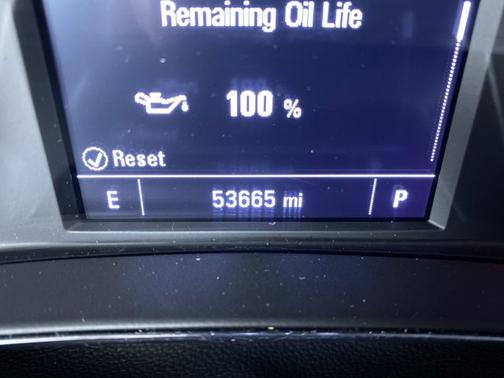 Remaining Oil Life
100 %
Reset
E 53665 mi P